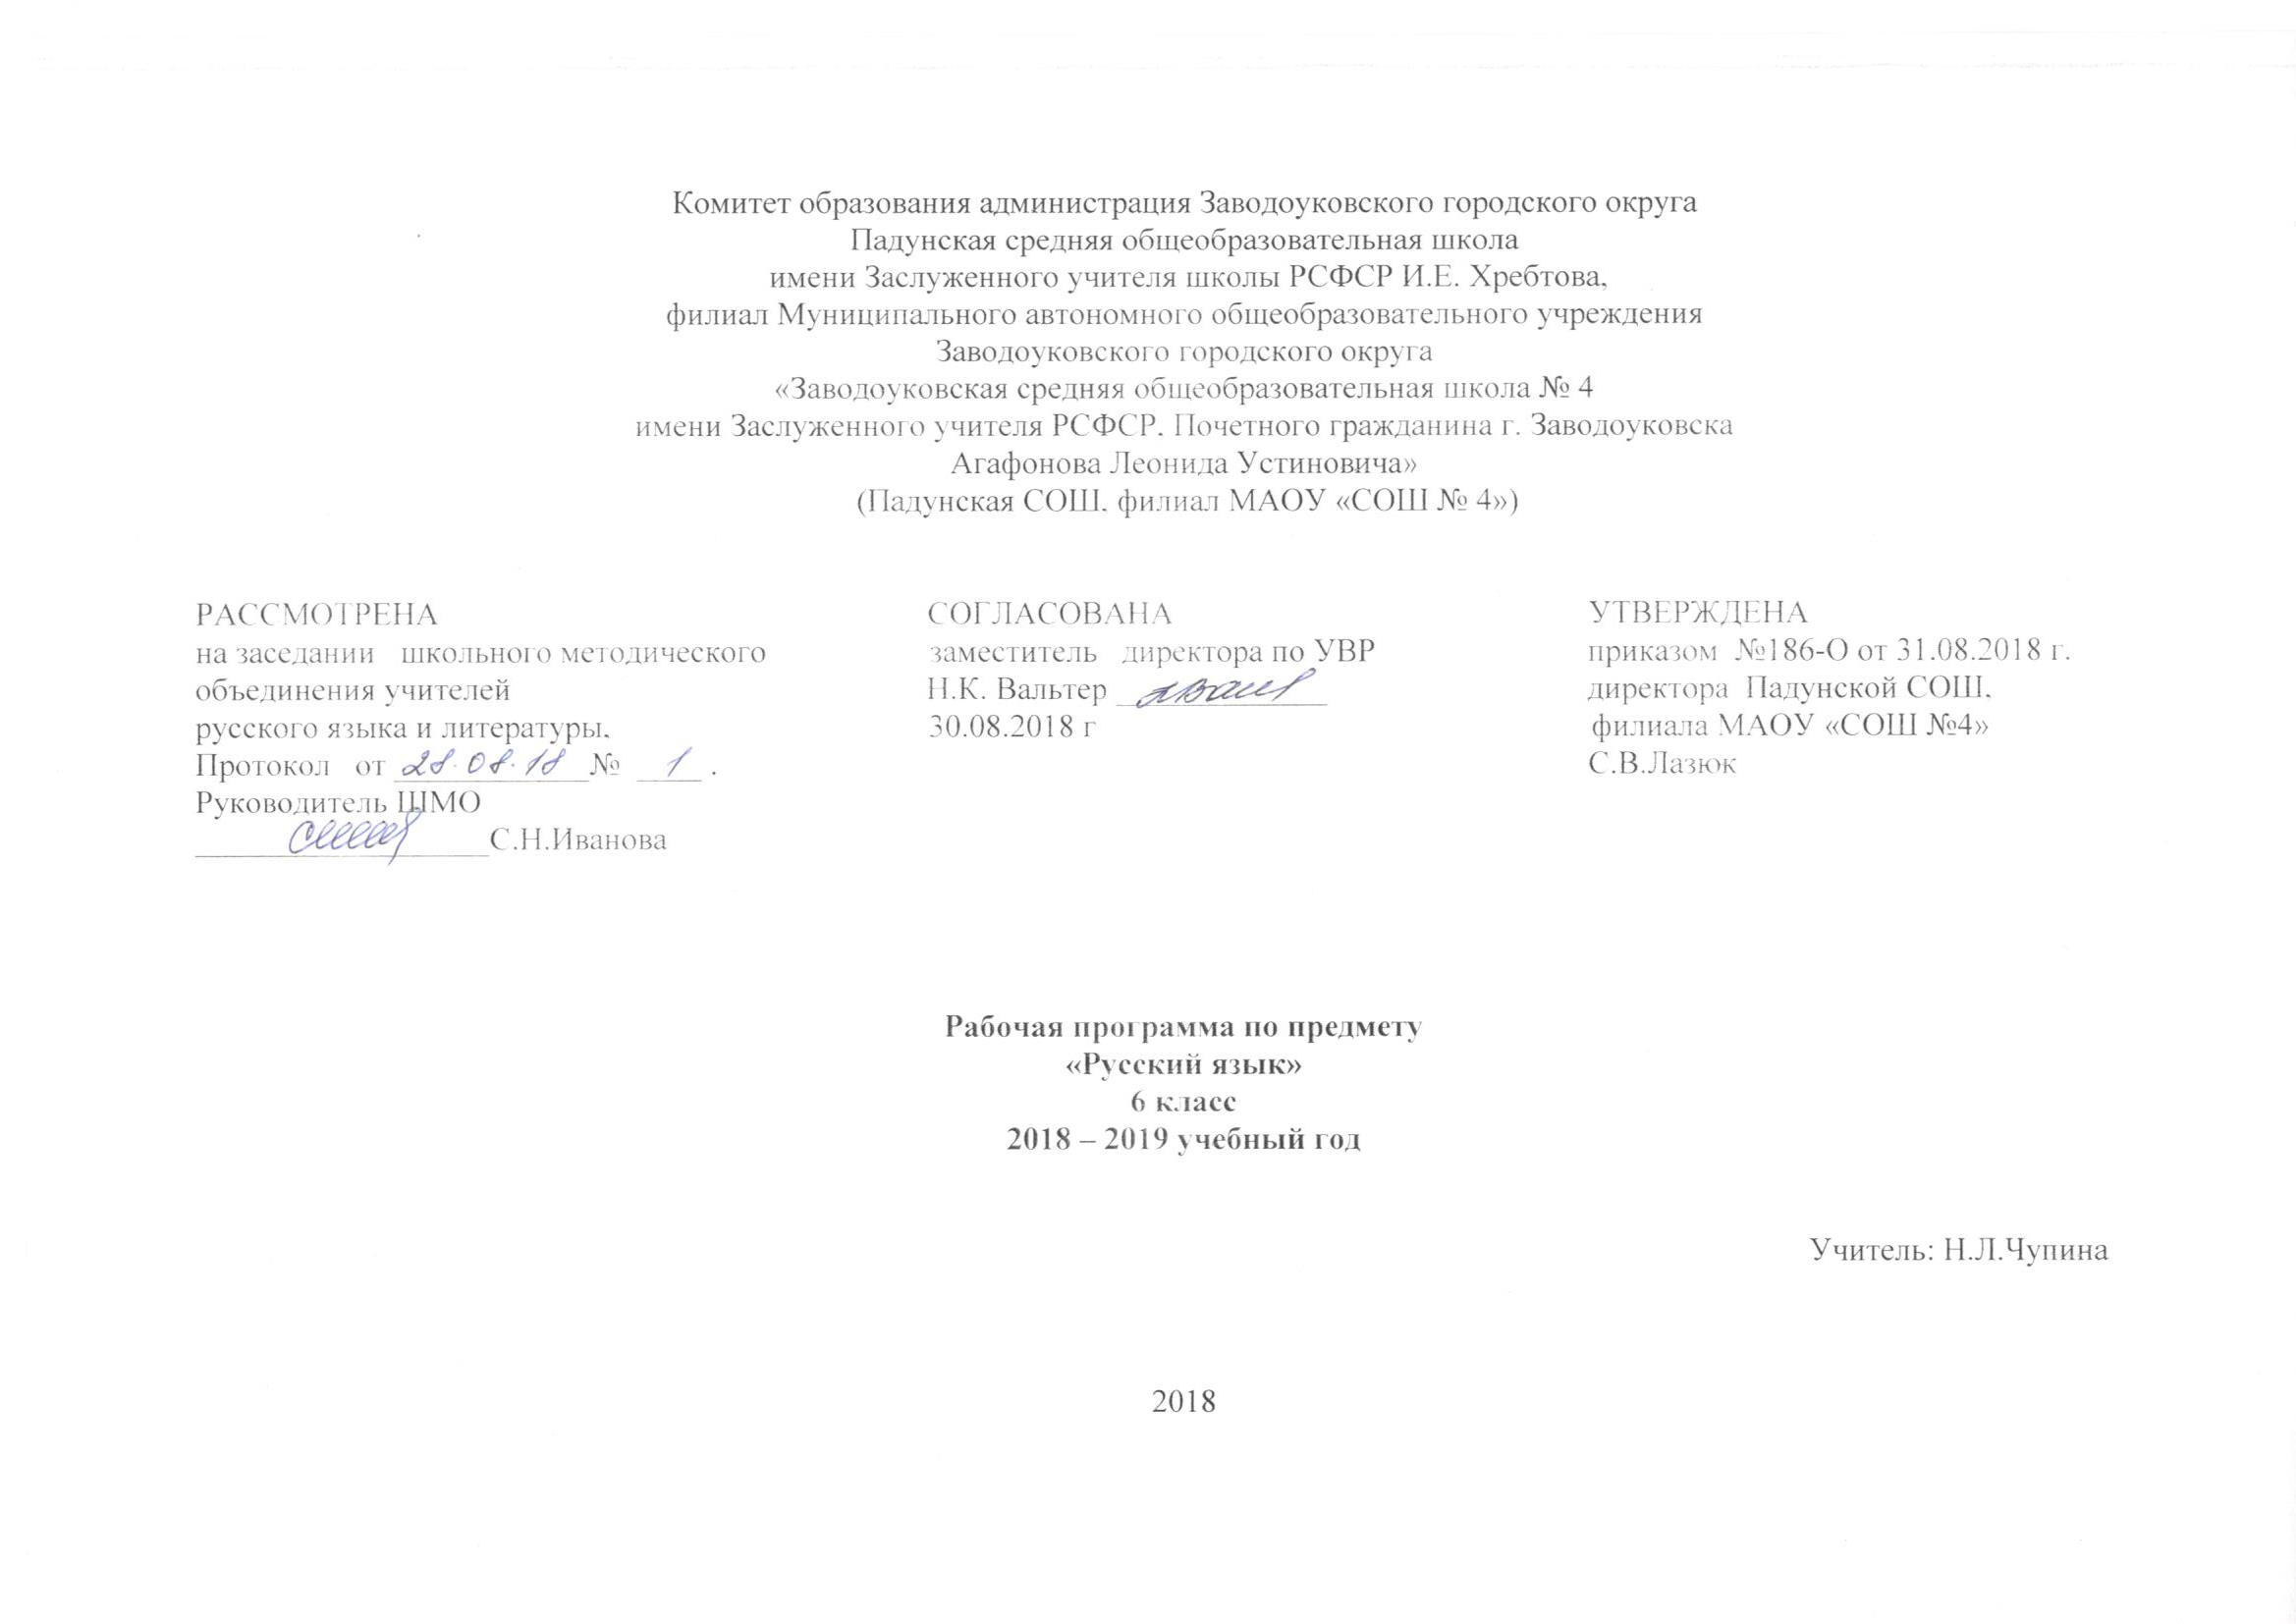 Комитет образования администрация Заводоуковского городского округа
Падунская средняя общеобразовательная школа
имени Заслуженного учителя школы РСФСР И.Е. Хребтова,
филиал Муниципального автономного общеобразовательного учреждения
Заводоуковского городского округа
«Заводоуковская средняя общеобразовательная школа № 4
имени Заслуженного учителя РСФСР, Почетного гражданина г. Заводоуковска
Агафонова Леонида Устиновича»
(Падунская СОШ, филиал МАОУ «СОШ № 4»)
РАССМОТРЕНА
на заседании школьного методического
объединения учителей
русского языка и литературы,
Протокол от 28.08.18 № 1 .
Руководитель ШМО
С.Н.Иванова
СОГЛАСОВАНА
заместитель директора по УВР
Н.К. Вальтер
30.08.2018 г
УТВЕРЖДЕНА
приказом №186-О от 31.08.2018 г.
директора Падунской СОШ,
филиала МАОУ «СОШ №4»
С.В.Лазюк
Рабочая программа по предмету
«Русский язык»
6 класс
2018 – 2019 учебный год
Учитель: Н.Л.Чупина
2018